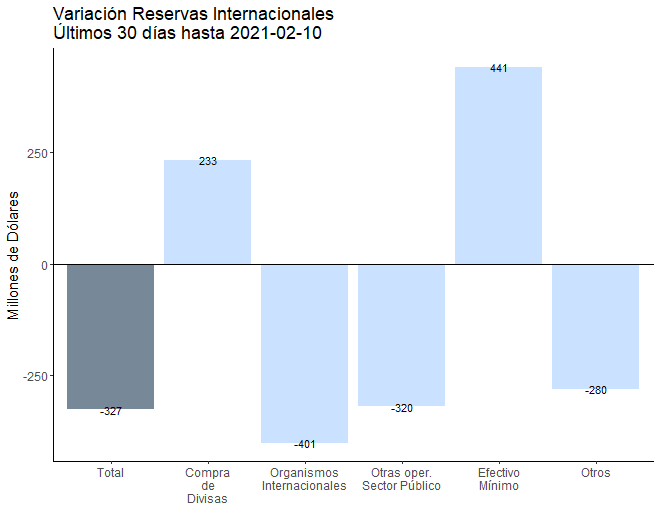 Variación Reservas Internacionales
Últimos 30 días hasta 2021-02-10
Millones de Dólares
250
0
-250
-327
233
-401
-320
441
-280
Total
Compra
de
Divisas
Organismos
Internacionales
Otras oper.
Sector Público
Efectivo
Mínimo
Otros